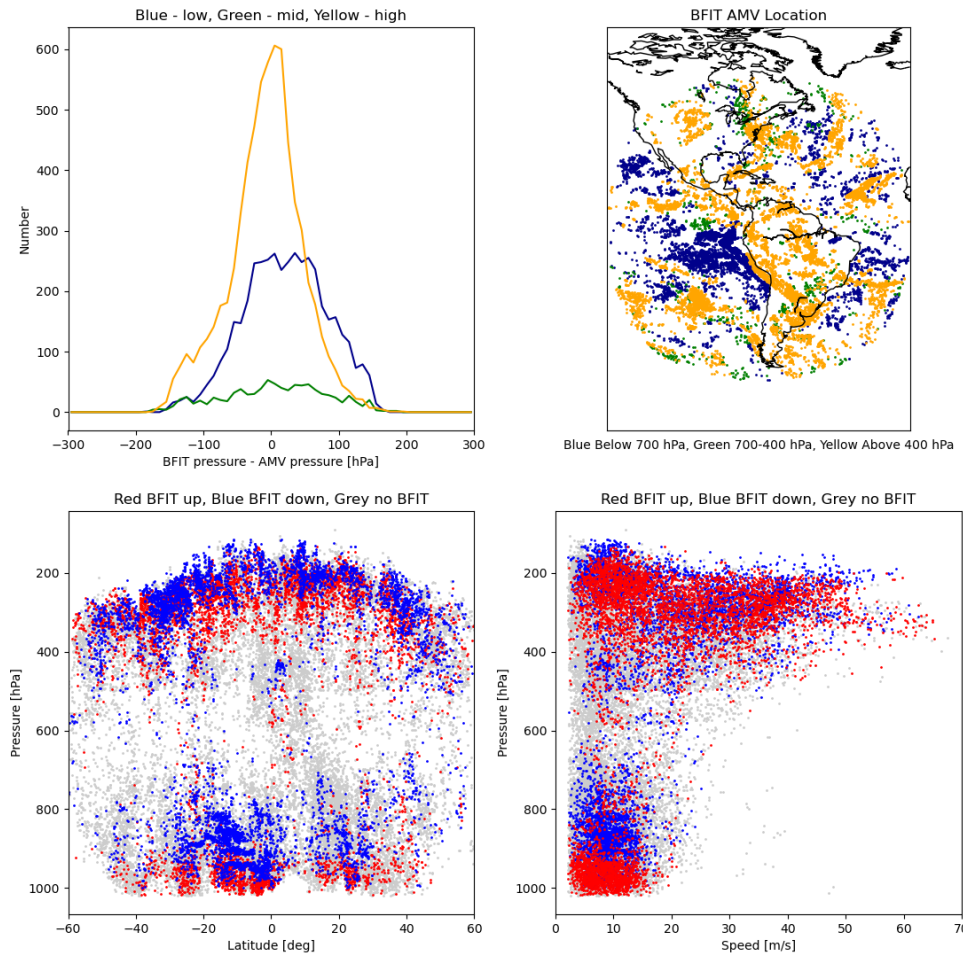 Blue - low, Green - mid, Yellow - high
600
500
400
300
200
100
0
Number
−300 −200 −100 0 100 200 300
BFIT pressure - AMV pressure [hPa]
BFIT AMV Location
Blue Below 700 hPa, Green 700-400 hPa, Yellow Above 400 hPa
Red BFIT up, Blue BFIT down, Grey no BFIT
200
400
600
800
1000
Pressure [hPa]
−60 −40 −20 0 20 40 60
Latitude [deg]
Red BFIT up, Blue BFIT down, Grey no BFIT
200
400
600
800
1000
Pressure [hPa]
0 10 20 30 40 50 60 70
Speed [m/s]